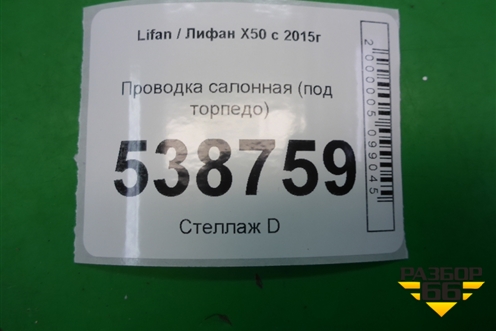 Lifan / Лифан X50 с 2015г
Проводка салонная (под
торпедо)
538759
Стеллаж D
2000005099045
РАЗБОР
66